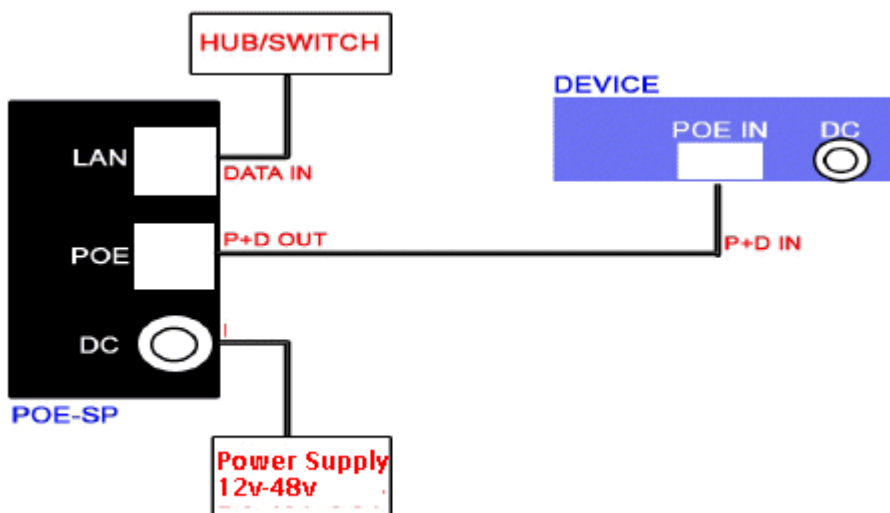 HUB/SWITCH
DEVICE
POE IN DC
LAN
DATA IN
POE
P+D OUT
P+D IN
DC
I
POE-SP
Power Supply
12v-48v